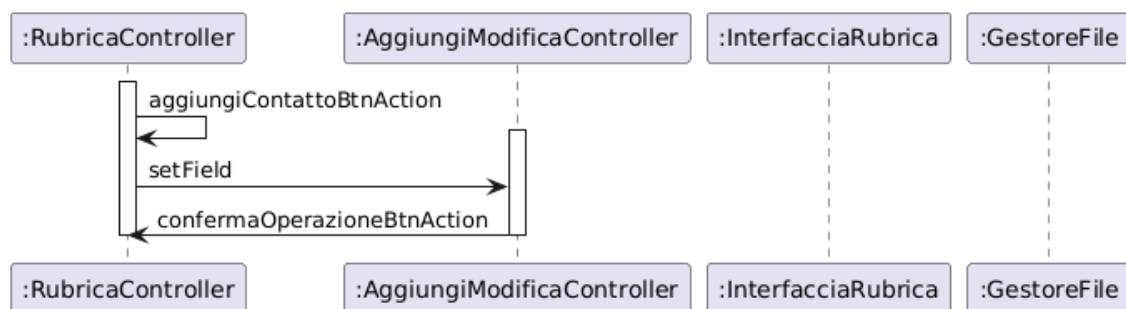 :RubricaController
:AggiungiModificaController
:InterfacciaRubrica
:GestoreFile
aggiungiContattoBtnAction
setField
confermaOperazioneBtnAction
:RubricaController
:AggiungiModificaController
:InterfacciaRubrica
:GestoreFile